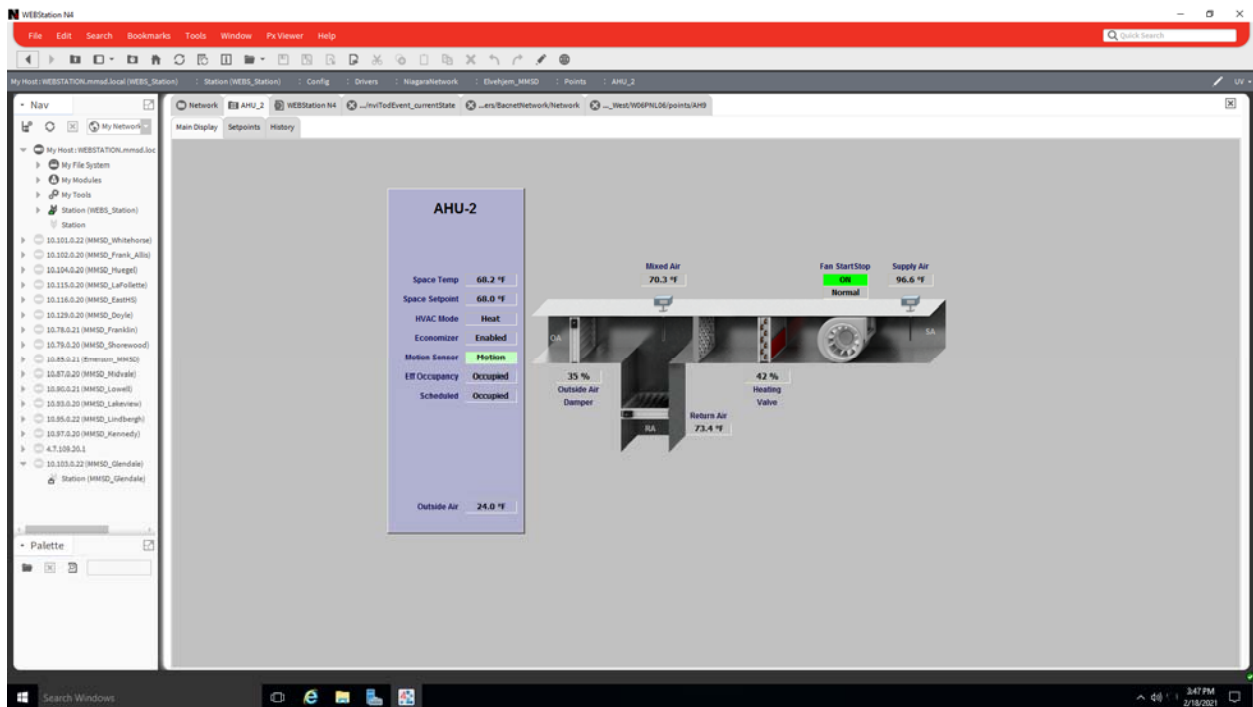 WEBStation N4
File Edit Search Bookmarks Tools Window Px Viewer Help
Quick Search
My Host : WEBSTATION.mmsd.local (WEBS_Station) : Station (WEBS_Station) : Config : Drivers : NiagaraNetwork : Elvehjem_MMSD : Points : AHU_2
Nav
Network AHU_2 WEBStation N4 .../nviTodEvent_currentState ...ers/BacnetNetwork/Network ..._West/W06PNL06/points/AH9
My Network
Main Display Setpoints History
My Host : WEBSTATION.mmsd.loc
My File System
My Modules
My Tools
Station (WEBS_Station)
Station
10.101.0.22 (MMSD_Whitehorse)
10.102.0.20 (MMSD_Frank_Allis)
10.104.0.20 (MMSD_Huegel)
10.115.0.20 (MMSD_LaFollette)
10.116.0.20 (MMSD_EastHS)
10.129.0.20 (MMSD_Doyle)
10.78.0.21 (MMSD_Franklin)
10.79.0.20 (MMSD_Shorewood)
10.85.0.21 (Emerson_MMSD)
10.87.0.20 (MMSD_Midvale)
10.90.0.21 (MMSD_Lowell)
10.93.0.20 (MMSD_Lakeview)
10.95.0.22 (MMSD_Lindbergh)
10.97.0.20 (MMSD_Kennedy)
10.103.0.22 (MMSD_Glendale)
Station (MMSD_Glendale)
Palette
AHU-2
Space Temp 68.2 °F
Space Setpoint 68.0 °F
HVAC Mode Heat
Economizer Enabled
Motion Sensor Motion
Eff Occupancy Occupied
Scheduled Occupied
Outside Air 24.0 °F
Mixed Air
70.3 °F
Fan StartStop
ON
Normal
Supply Air
96.6 °F
OA
SA
35 %
Outside Air
Damper
42 %
Heating
Valve
RA
Return Air
73.4 °F
Search Windows
3:47 PM
2/18/2021